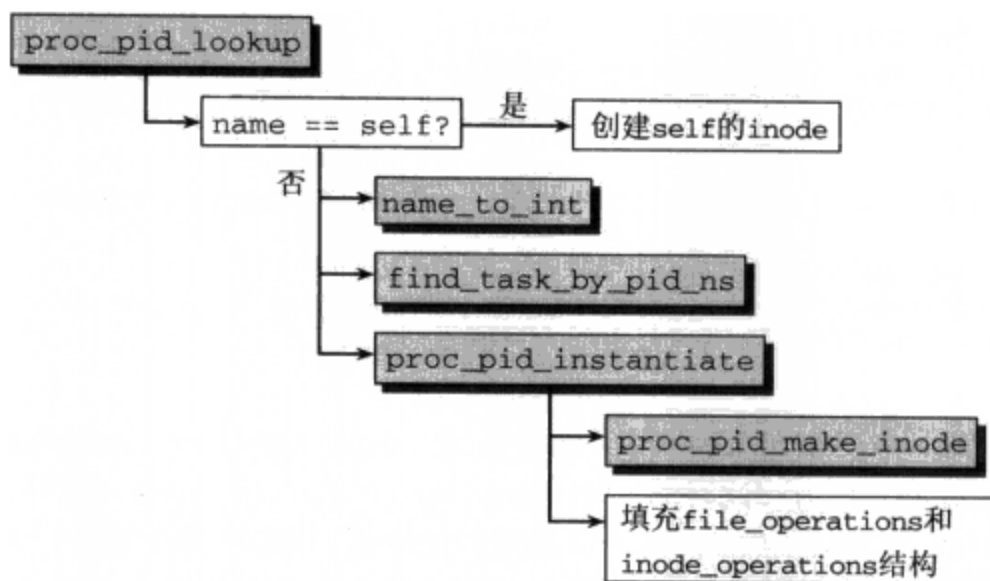 proc_pid_lookup
name == self?
是
创建self的inode
否
name_to_int
find_task_by_pid_ns
proc_pid_instantiate
proc_pid_make_inode
填充file_operations和
inode_operations结构